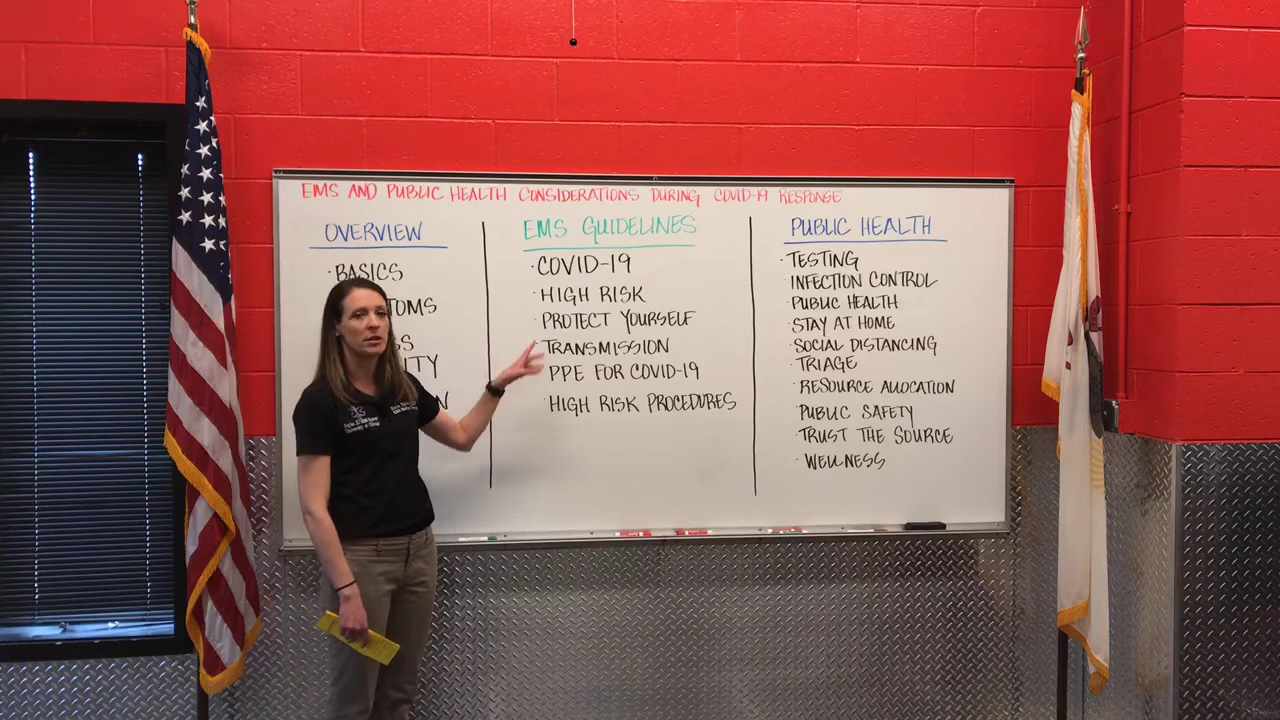 EMS AND PUBLIC HEALTH CONSIDERATIONS DURING COVID-19 RESPONSE
OVERVIEW
· BASICS
EMS GUIDELINES
· COVID-19
· HIGH RISK
· PROTECT YOURSELF
· TRANSMISSION
PPE FOR COVID-19
· HIGH RISK PROCEDURES
PUBLIC HEALTH
· TESTING
· INFECTION CONTROL
· PUBLIC HEALTH
· STAY AT HOME
· SOCIAL DISTANCING
· TRIAGE
· RESOURCE ALLOCATION
· PUBLIC SAFETY
· TRUST THE SOURCE
· WELLNESS